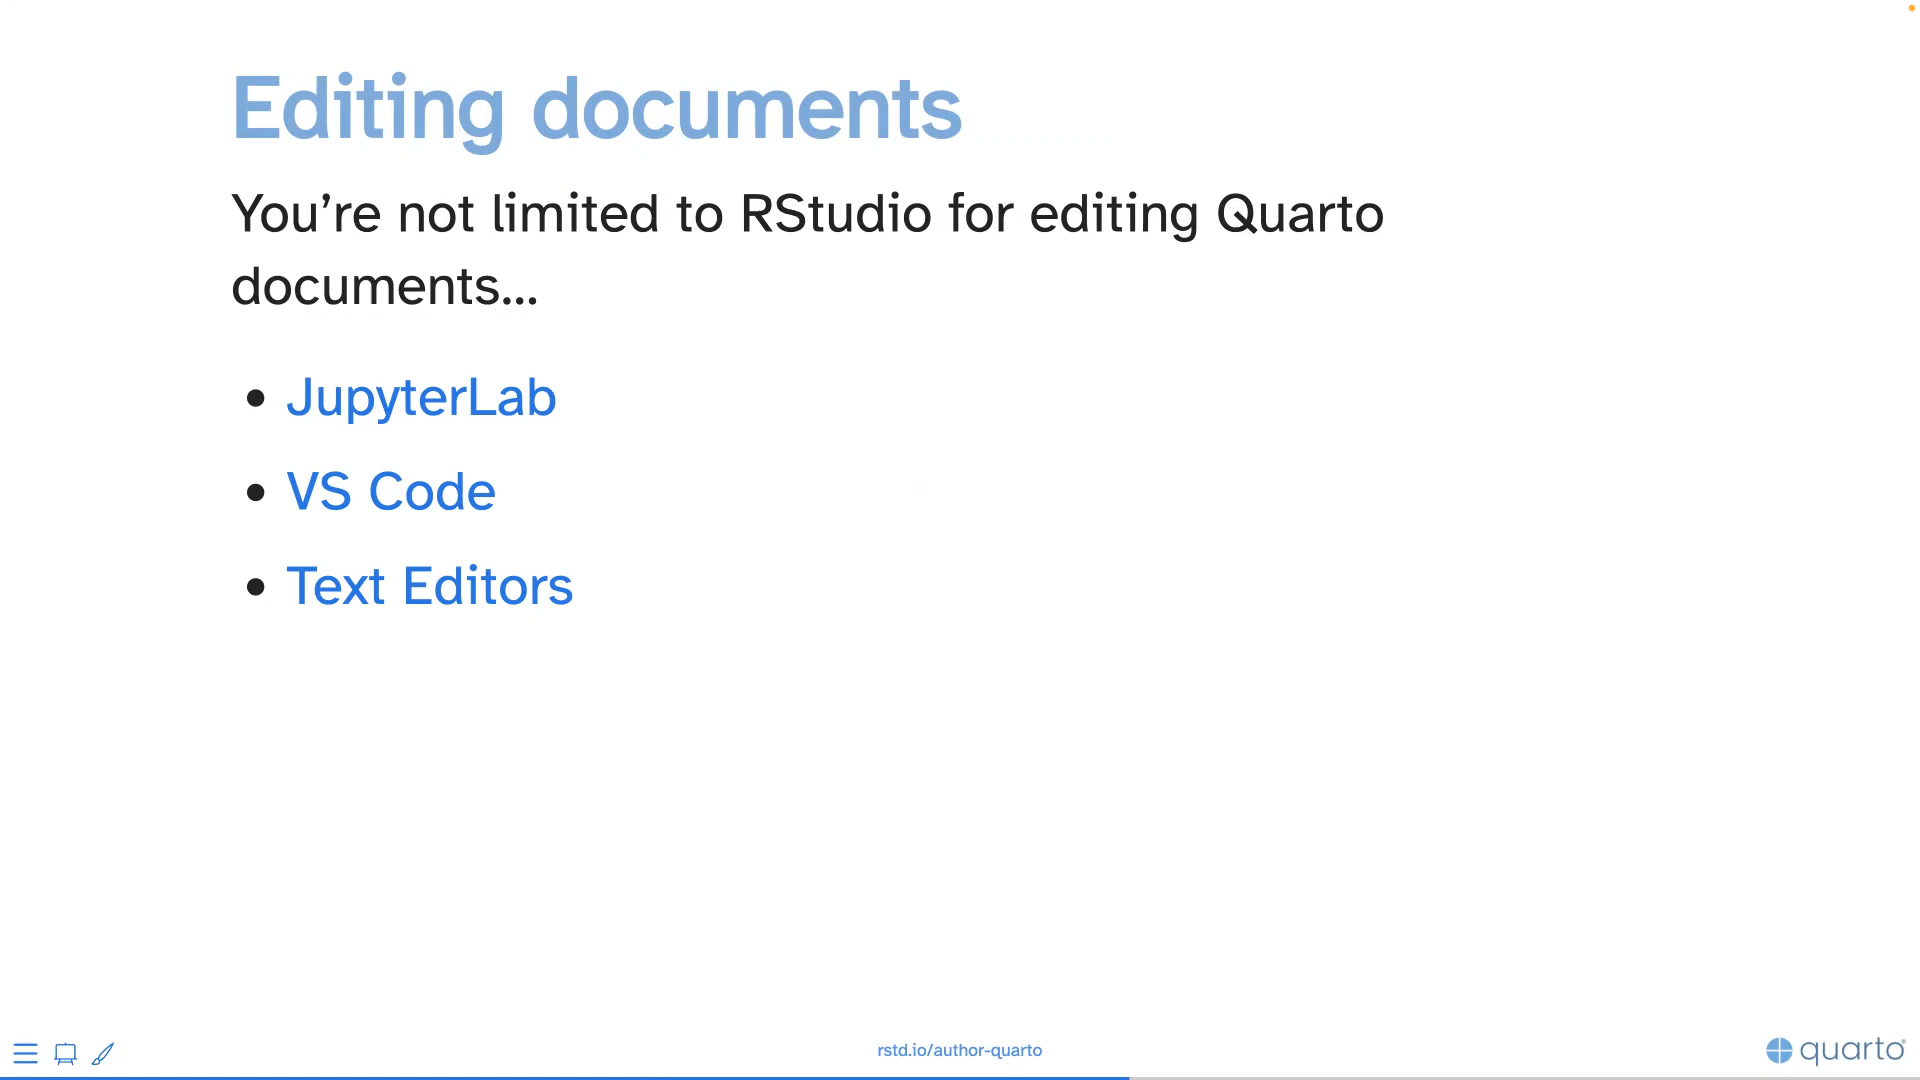 Editing documents
You’re not limited to RStudio for editing Quarto
documents…
• JupyterLab
• VS Code
• Text Editors
rstd.io/author-quarto
quarto